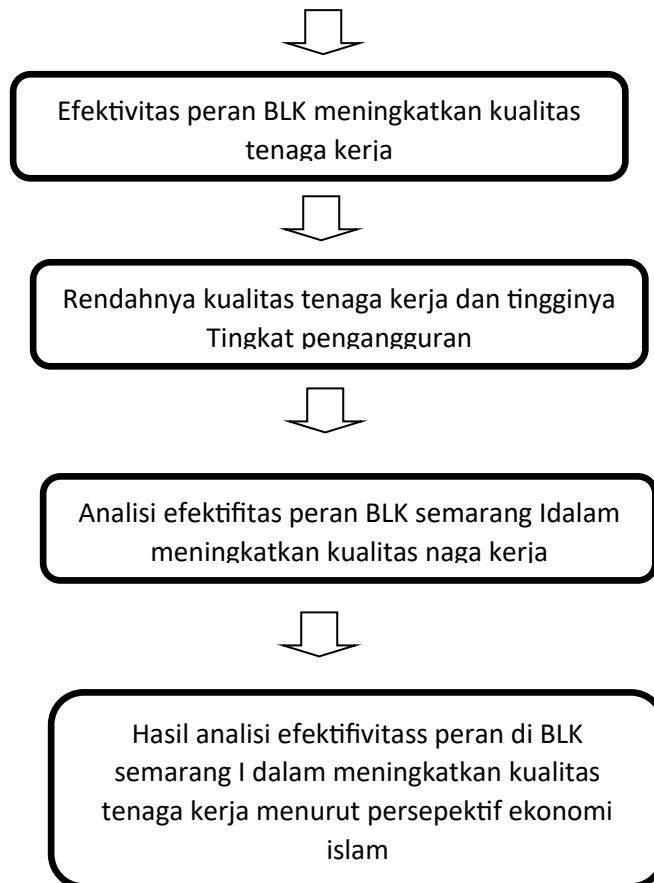 Efektivitas peran BLK meningkatkan kualitas
tenaga kerja
Rendahnya kualitas tenaga kerja dan tingginya
Tingkat pengangguran
Analisi efektifitas peran BLK semarang Idalam
meningkatkan kualitas naga kerja
Hasil analisi efektifivitass peran di BLK
semarang I dalam meningkatkan kualitas
tenaga kerja menurut persepektif ekonomi
islam